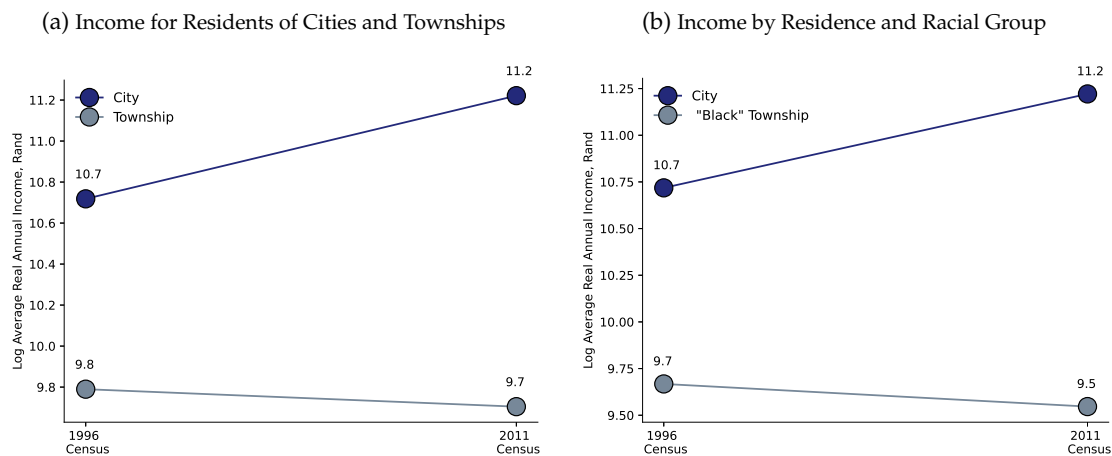 (a) Income for Residents of Cities and Townships
11.2
11.2
11.0
10.8
10.6
10.4
10.2
10.0
9.8
Log Average Real Annual Income, Rand
City
Township
10.7
9.8
9.7
1996
Census
2011
Census
(b) Income by Residence and Racial Group
11.2
11.25
11.00
10.75
10.50
10.25
10.00
9.75
9.50
Log Average Real Annual Income, Rand
City
"Black" Township
10.7
9.7
9.5
1996
Census
2011
Census